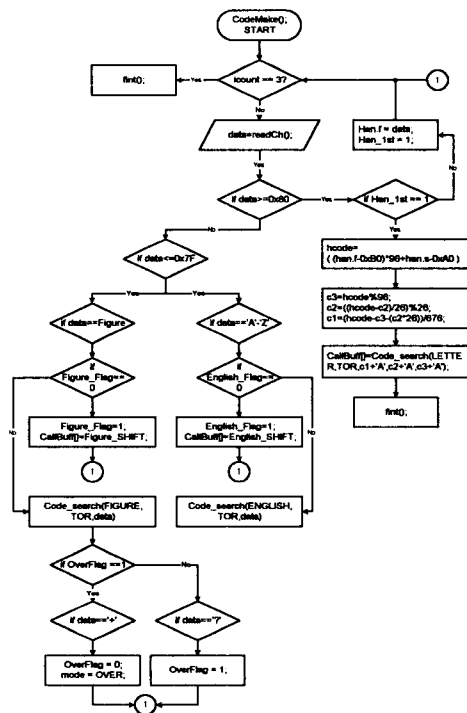 CodeMake();
START
icount == 3?
Yes
fint();
1
No
data=readCh();
Han.f = data;
Han_1st = 1;
Yes
No
if data>=0x80
Yes
if Han_1st == 1
No
Yes
if data<=0x7F
hcode=
( (han.f-0xB0)*96+han.s-0xA0 )
Yes
Yes
c3=hcode%96;
c2=((hcode-c2)/26)%26;
c1=(hcode-c3-(c2*26))/676;
if data==Figure
if data=='A'-'Z'
CallBuff[]=Code_search(LETTE
R,TOR,c1+'A',c2+'A',c3+'A');
if
Figure_Flag==
0
if
English_Flag==
0
fint();
Figure_Flag=1;
CallBuff[]=Figure_SHIFT;
English_Flag=1;
CallBuff[]=English_SHIFT;
No
No
1
1
Code_search(FIGURE,
TOR,data)
Code_search(ENGLISH,
TOR,data)
if OverFlag ==1
No
Yes
if data=='+'
if data=='?'
OverFlag = 0;
mode = OVER;
OverFlag = 1;
1